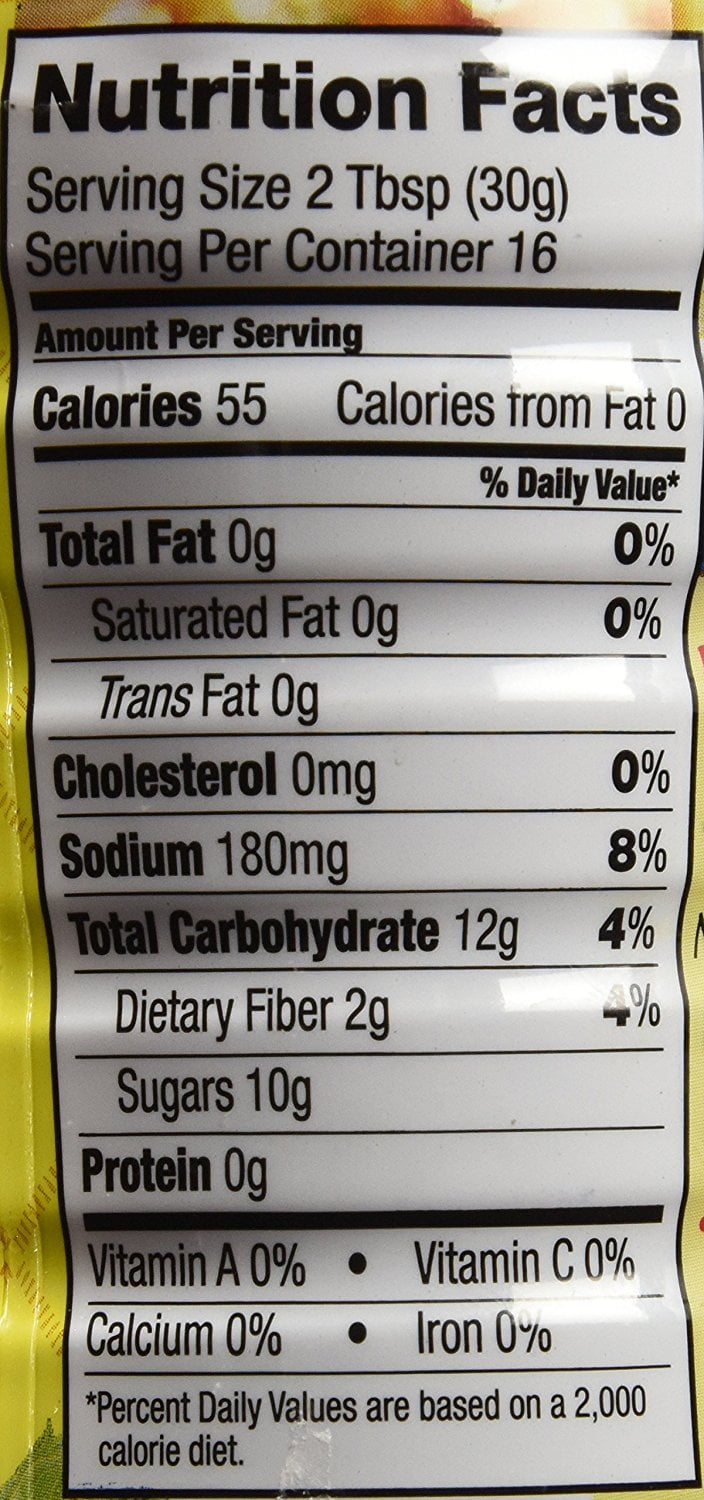 Nutrition Facts
Serving Size 2 Tbsp (30g)
Serving Per Container 16
Amount Per Serving
Calories 55 Calories from Fat 0
% Daily Value*
Total Fat 0g 0%
Saturated Fat 0g 0%
Trans Fat 0g
Cholesterol 0mg 0%
Sodium 180mg 8%
Total Carbohydrate 12g 4%
Dietary Fiber 2g 4%
Sugars 10g
Protein 0g
Vitamin A 0% • Vitamin C 0%
Calcium 0% • Iron 0%
*Percent Daily Values are based on a 2,000
calorie diet.